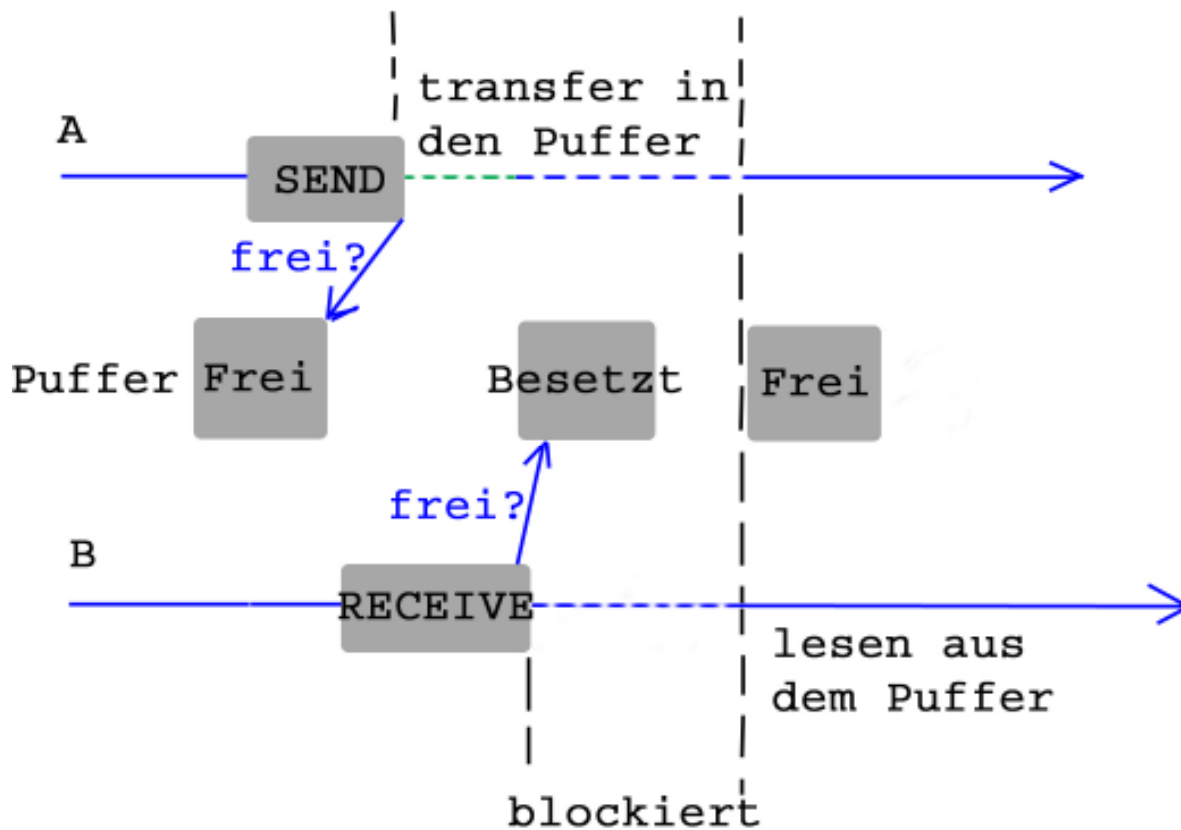 transfer in
den Puffer
A
SEND
frei?
Puffer
Frei
Besetzt
Frei
frei?
B
RECEIVE
lesen aus
dem Puffer
blockiert